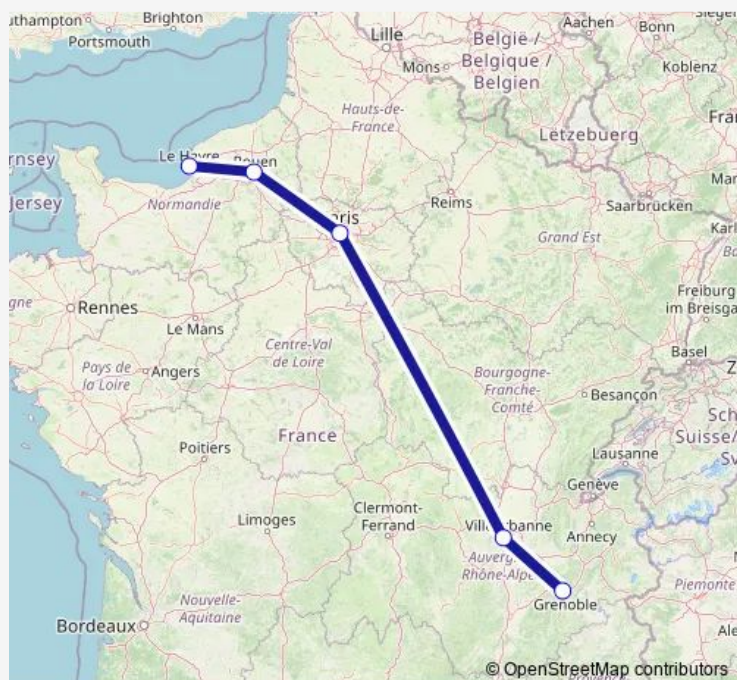 uthampton
Brighton
Portsmouth
Lille
België /
Belgique /
Belgien
Mons
Aachen
Bonn
Koblenz
Hauts-de-
France
Letzebuerg
Le Havre
Rouen
Normandie
Reims
Saarbrücken
Grand Est
rnsey
Jersey
Rennes
Le Mans
Centre-Val
de Loire
Pays de
la Loire
Angers
Freiburg
im Breisga
Basel
Bourgogne-
Franche-
Comté
Besançon
France
Poitiers
Lausanne
Suisse/
Genève
Limoges
Clermont-
Ferrand
Annecy
Rhône-Alpe
Grenoble
Piemonte
Nouvelle-
Aquitaine
Bordeaux
© OpenStreetMap contributors